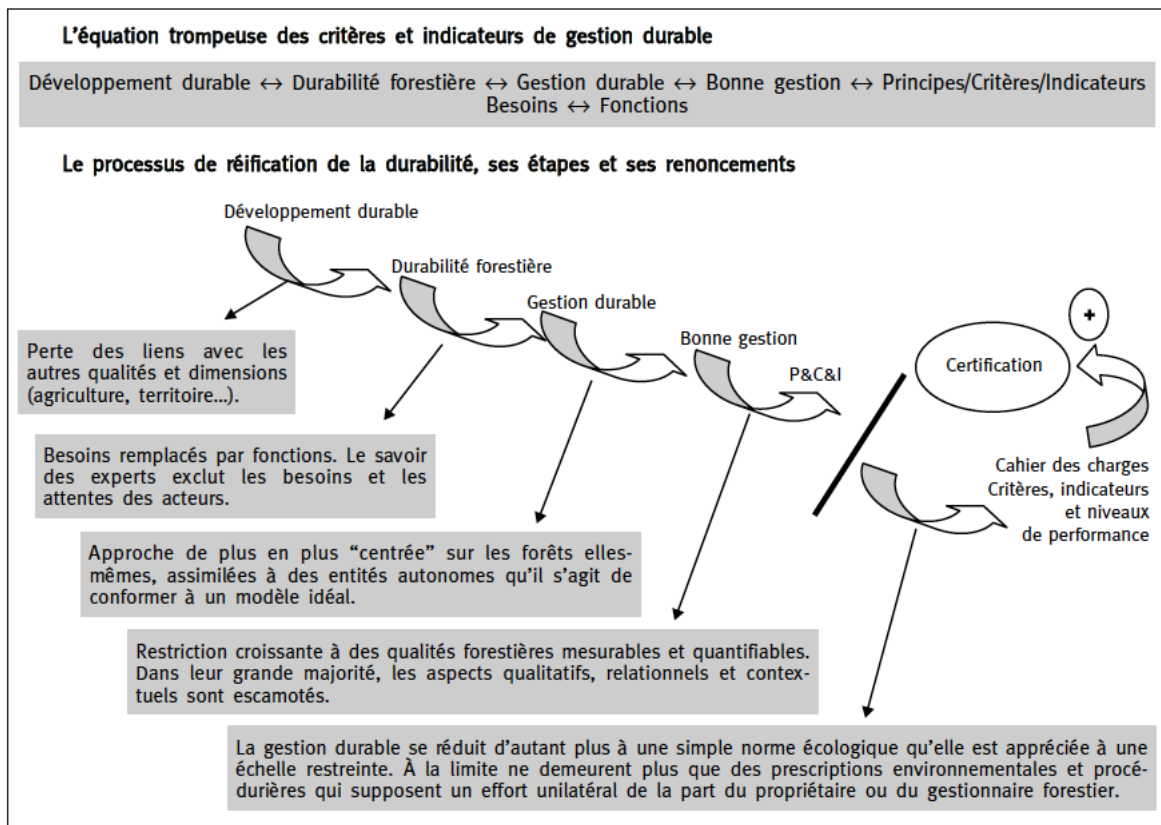 L'équation trompeuse des critères et indicateurs de gestion durable
Développement durable ↔ Durabilité forestière ↔ Gestion durable ↔ Bonne gestion ↔ Principes/Critères/Indicateurs
Besoins ↔ Fonctions
Le processus de réification de la durabilité, ses étapes et ses renoncements
Développement durable
Durabilité forestière
Gestion durable
Bonne gestion
P&C&I
Certification
+
Cahier des charges
Critères, indicateurs
et niveaux
de performance
Perte des liens avec les
autres qualités et dimensions
(agriculture, territoire...).
Besoins remplacés par fonctions. Le savoir
des experts exclut les besoins et les
attentes des acteurs.
Approche de plus en plus “centrée” sur les forêts elles-
mêmes, assimilées à des entités autonomes qu'il s'agit de
conformer à un modèle idéal.
Restriction croissante à des qualités forestières mesurables et quantifiables.
Dans leur grande majorité, les aspects qualitatifs, relationnels et contex-
tuels sont escamotés.
La gestion durable se réduit d'autant plus à une simple norme écologique qu'elle est appréciée à une
échelle restreinte. À la limite ne demeurent plus que des prescriptions environnementales et procé-
durières qui supposent un effort unilatéral de la part du propriétaire ou du gestionnaire forestier.